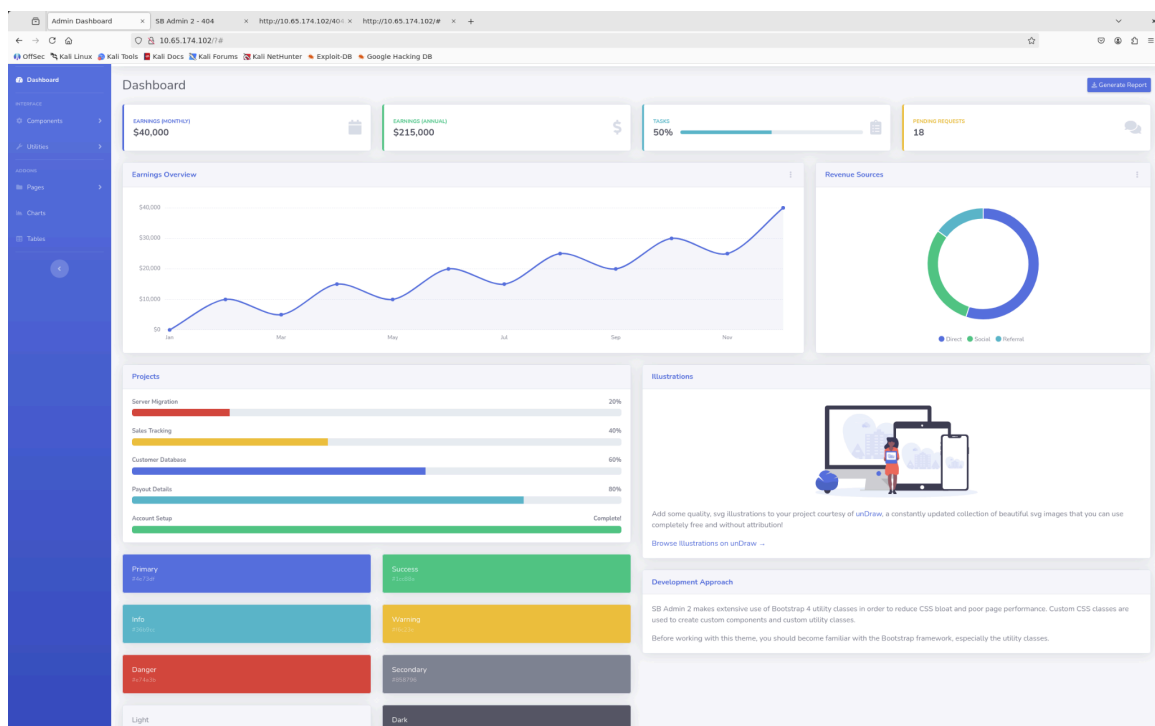 Admin Dashboard × SB Admin 2 - 404 × http://10.65.174.102/404 × http://10.65.174.102/# × +
10.65.174.102/?#
OffSec Kali Linux Kali Tools Kali Docs Kali Forums Kali NetHunter Exploit-DB Google Hacking DB
Dashboard
INTERFACE
Components
Utilities
ADDONS
Pages
Charts
Tables
Dashboard
Generate Report
EARNINGS (MONTHLY)
$40,000
EARNINGS (ANNUAL)
$215,000
TASKS
50%
PENDING REQUESTS
18
Earnings Overview
$40,000
$30,000
$20,000
$10,000
$0
Jan Mar May Jul Sep Nov
Revenue Sources
Direct Social Referral
Projects
Server Migration 20%
Sales Tracking 40%
Customer Database 60%
Payout Details 80%
Account Setup Complete!
Primary
#4e73df
Success
#1cc88a
Info
#36b9cc
Warning
#f6c23e
Danger
#e74a3b
Secondary
#858796
Light
Dark
Illustrations
Add some quality, svg illustrations to your project courtesy of unDraw, a constantly updated collection of beautiful svg images that you can use
completely free and without attribution!
Browse Illustrations on unDraw →
Development Approach
SB Admin 2 makes extensive use of Bootstrap 4 utility classes in order to reduce CSS bloat and poor page performance. Custom CSS classes are
used to create custom components and custom utility classes.
Before working with this theme, you should become familiar with the Bootstrap framework, especially the utility classes.